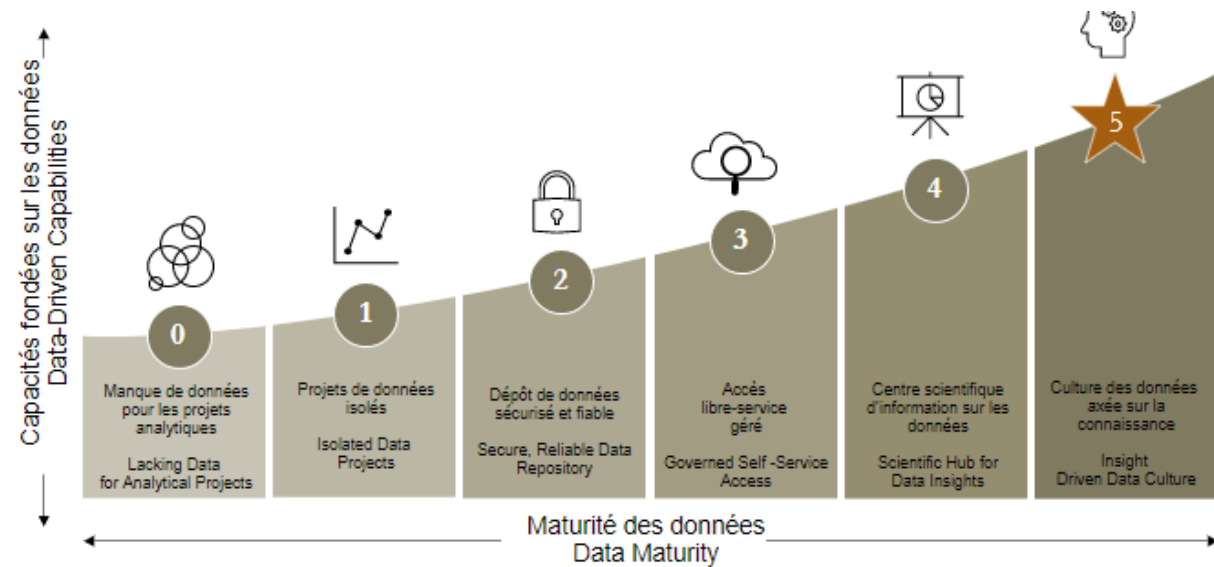 Capacités fondées sur les données
Data-Driven Capabilities
0
Manque de données
pour les projets
analytiques
Lacking Data
for Analytical Projects
1
Projets de données
isolés
Isolated Data
Projects
2
Dépôt de données
sécurisé et fiable
Secure, Reliable Data
Repository
3
Accès
libre-service
géré
Governed Self -Service
Access
4
Centre scientifique
d'information sur les
données
Scientific Hub for
Data Insights
5
Culture des données
axée sur la
connaissance
Insight
Driven Data Culture
Maturité des données
Data Maturity